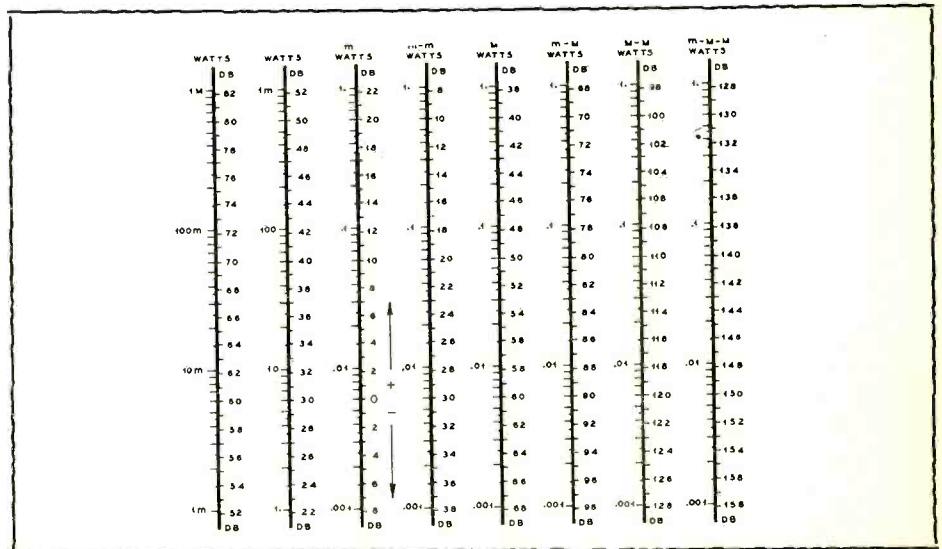 m m-m M m-M M-M m-M-M
WATTS WATTS WATTS WATTS WATTS WATTS WATTS WATTS
DB DB DB DB DB DB DB DB
1M 82 1m 52 1. 22 1. 8 1. 38 1. 68 1. 98 1. 128
80 50 20 10 40 70 100 130
78 48 18 12 42 72 102 132
76 46 16 14 44 74 104 134
74 44 14 16 46 76 106 136
100m 72 100 42 .1 12 .1 18 .1 48 .1 78 .1 108 .1 138
70 40 10 20 50 80 110 140
68 38 8 22 52 82 112 142
66 36 6 24 54 84 114 144
64 34 4 26 56 86 116 146
10m 62 10 32 .01 2 .01 28 .01 58 .01 88 .01 118 .01 148
+
60 30 0 30 60 90 120 150
−
58 28 2 32 62 92 122 152
56 26 4 34 64 94 124 154
54 24 6 36 66 96 126 156
1m 52 1. 22 .001 8 .001 38 .001 68 .001 98 .001 128 .001 158
DB DB DB DB DB DB DB DB